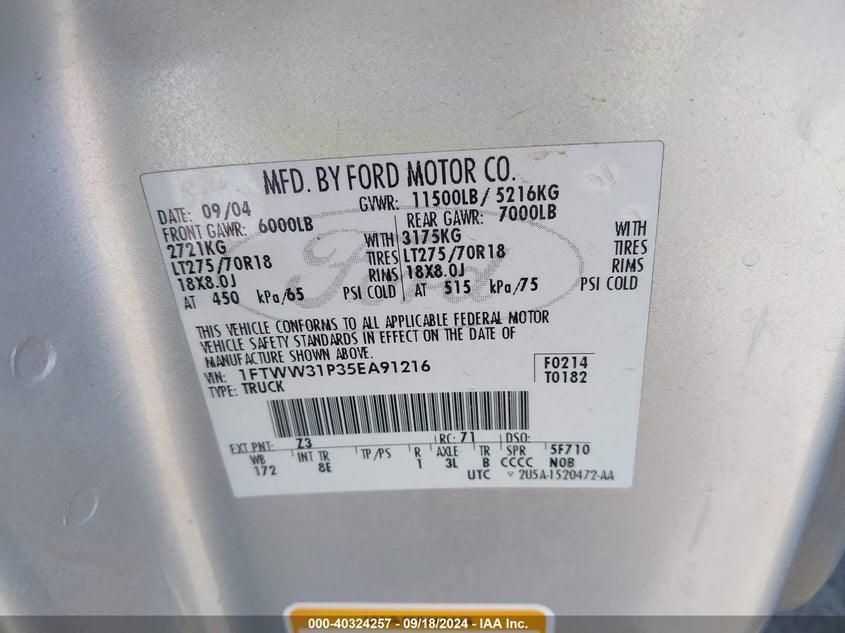 MFD. BY FORD MOTOR CO.
DATE: 09/04 GVWR: 11500LB/ 5216KG
FRONT GAWR: 6000LB REAR GAWR: 7000LB
2721KG WITH 3175KG WITH
LT275/70R18 TIRES LT275/70R18 TIRES
18X8.0J RIMS 18X8.0J RIMS
AT 450 kPa/65 PSI COLD AT 515 kPa/75 PSI COLD
Ford
THIS VEHICLE CONFORMS TO ALL APPLICABLE FEDERAL MOTOR
VEHICLE SAFETY STANDARDS IN EFFECT ON THE DATE OF
MANUFACTURE SHOWN ABOVE.
VIN: 1FTWW31P35EA91216 F0214
TYPE: TRUCK T0182
EXT PNT: Z3 RC: 71 DSO:
WB INT TR TP/PS R AXLE TR SPR 5F710
172 8E 1 3L B CCCC N0B
UTC 2U5A-1520472-AA
000-40324257 - 09/18/2024 - IAA Inc.